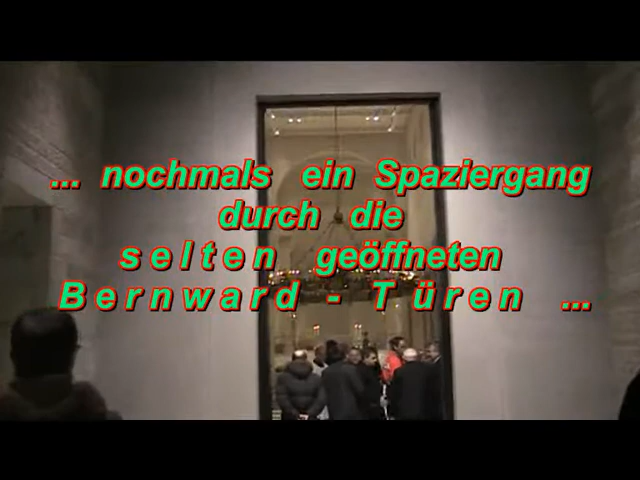 ... nochmals ein Spaziergang
durch die
s e l t e n geöffneten
B e r n w a r d - T ü r e n ...